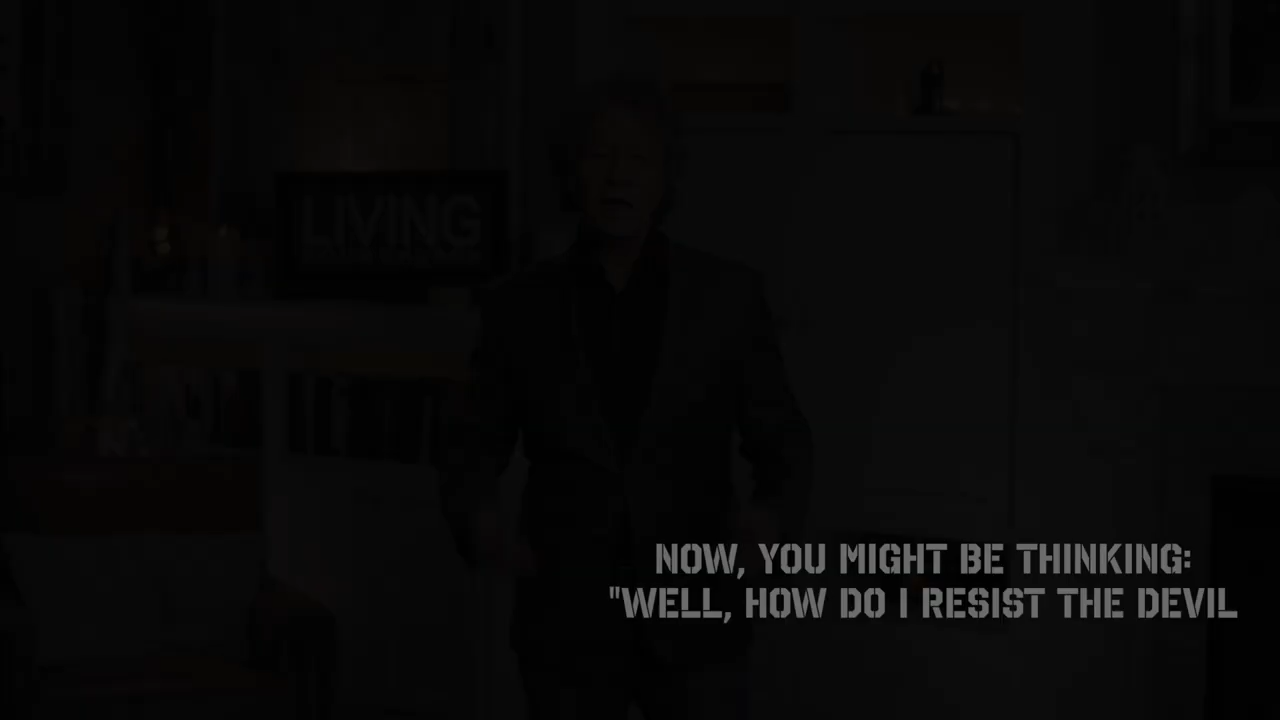 LIVING
NOW, YOU MIGHT BE THINKING:
"WELL, HOW DO I RESIST THE DEVIL